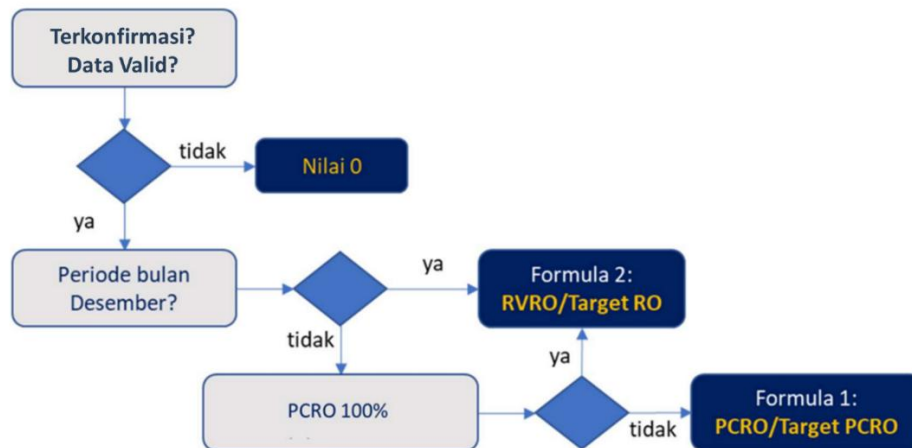 Terkonfirmasi?
Data Valid?
tidak
Nilai 0
ya
Periode bulan
Desember?
ya
Formula 2:
RVRO/Target RO
tidak
ya
PCRO 100%
tidak
Formula 1:
PCRO/Target PCRO